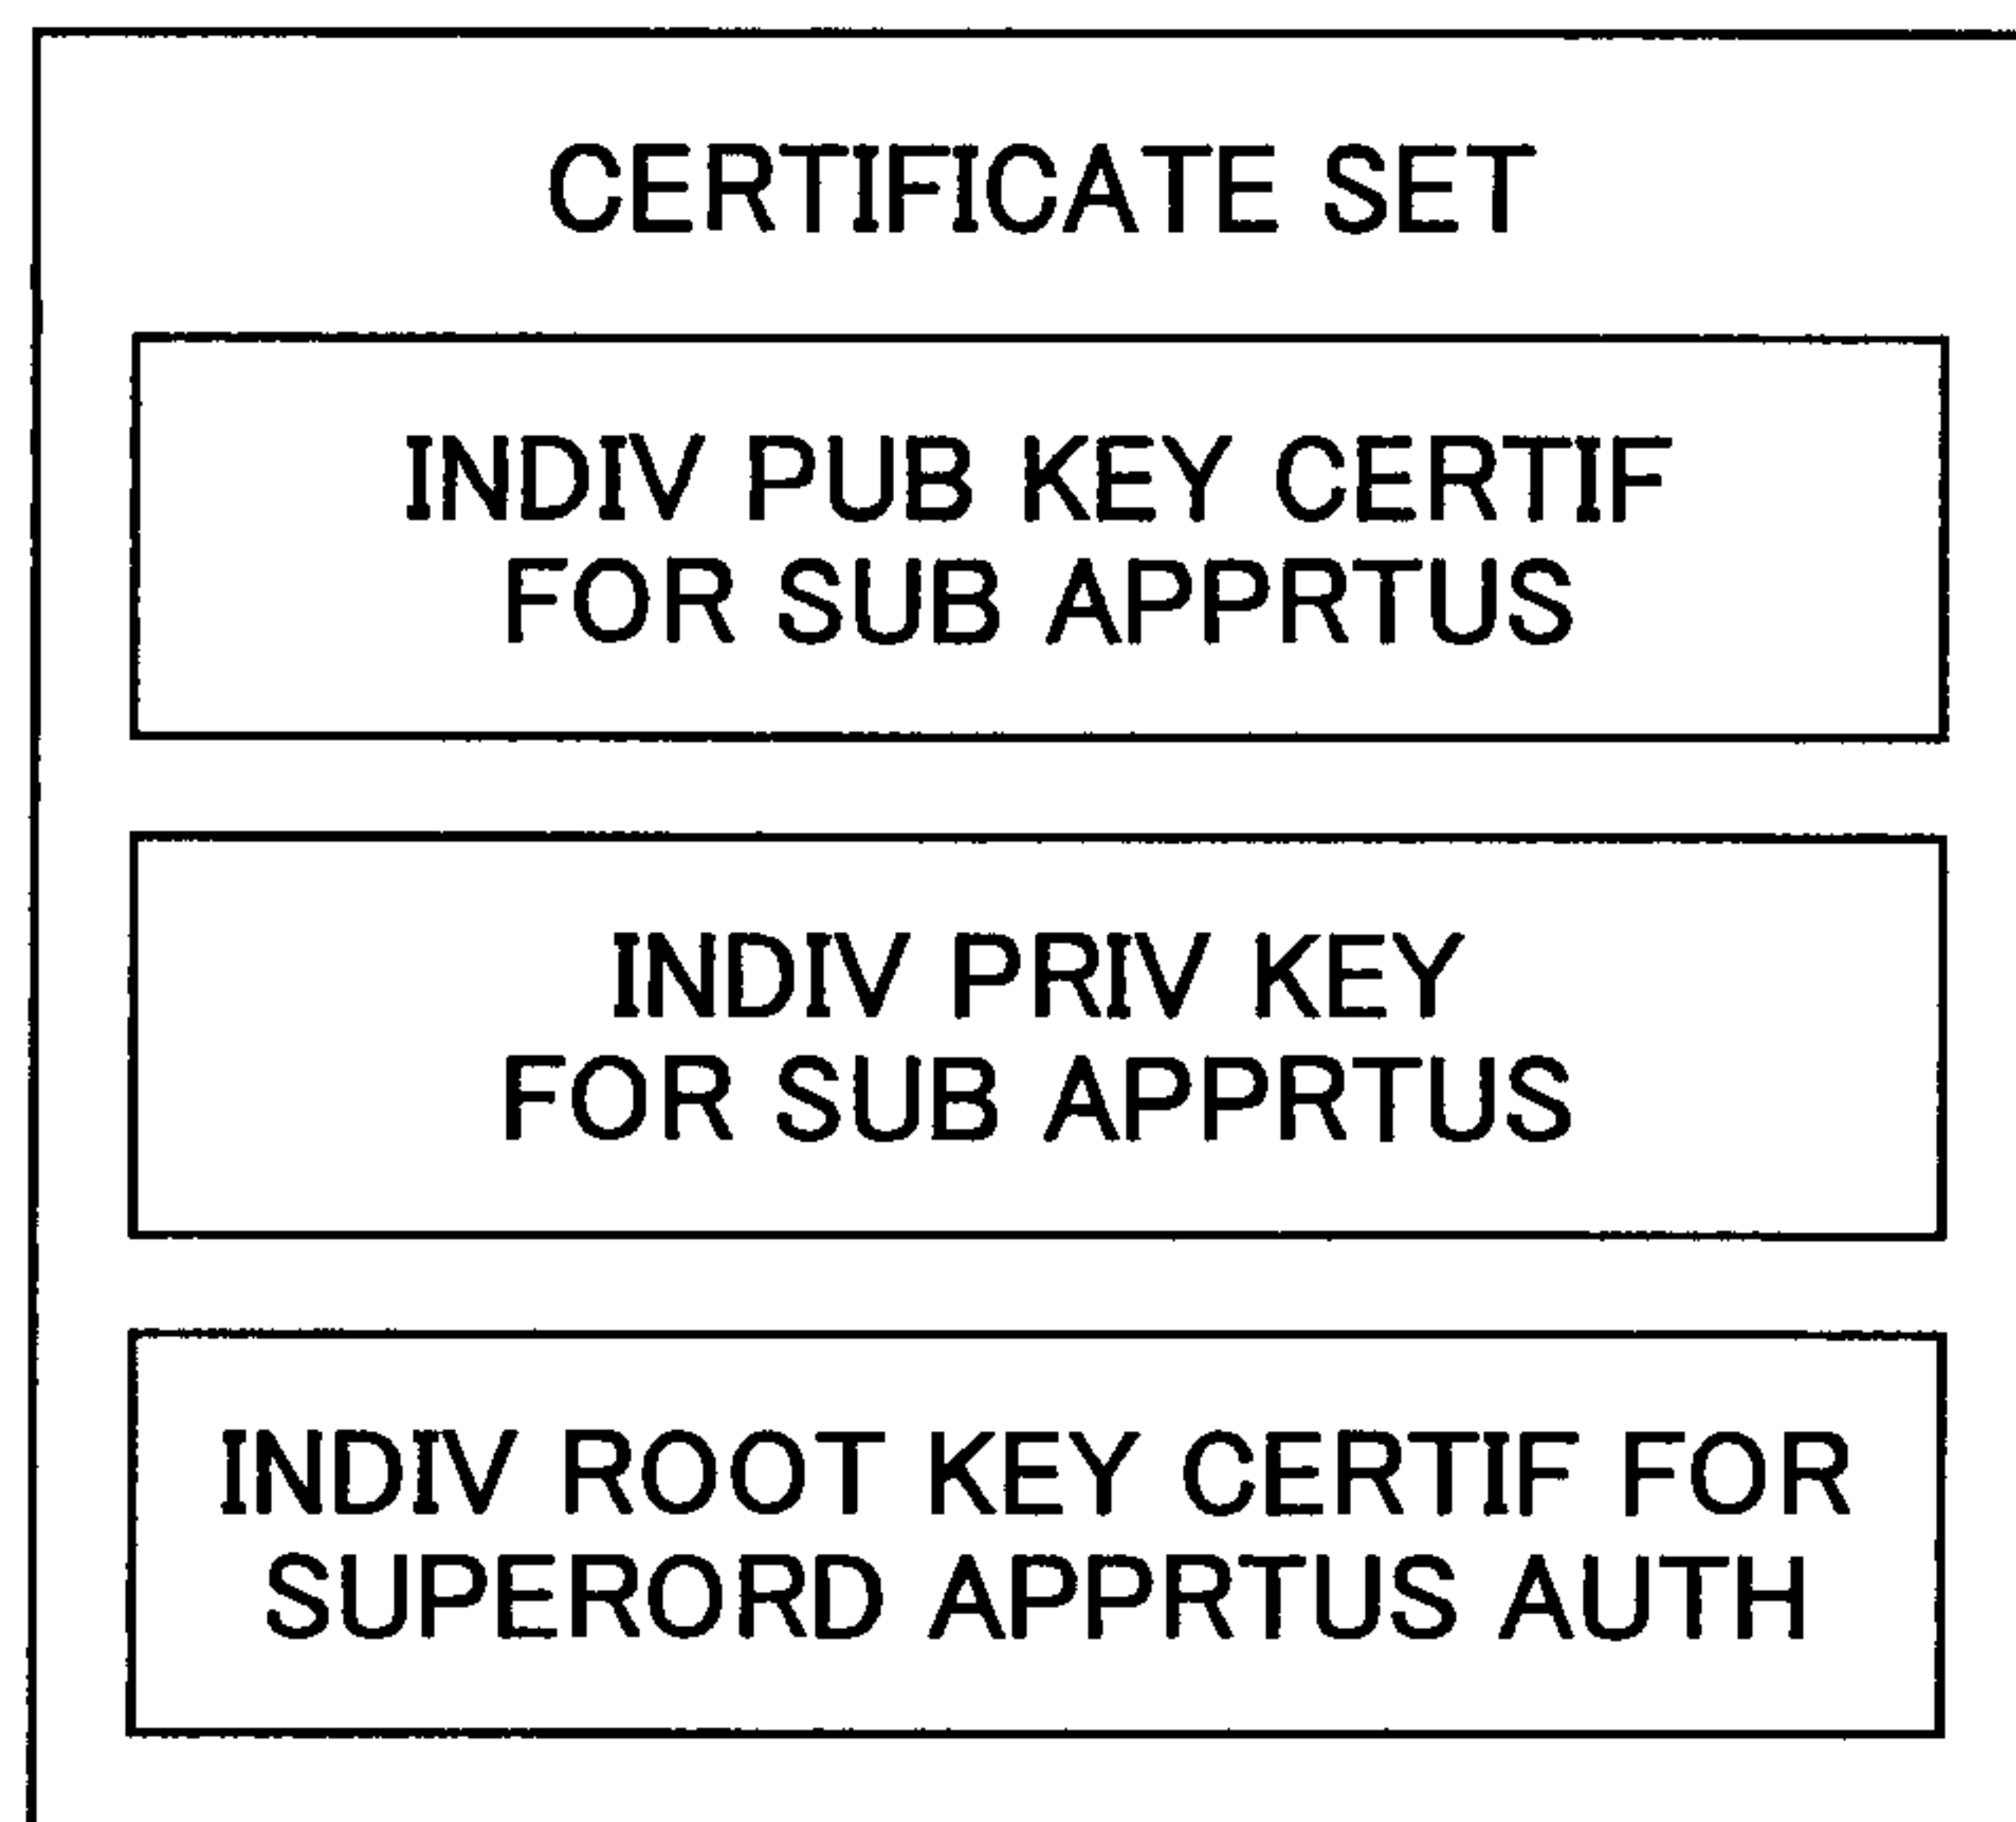 CERTIFICATE SET
INDIV PUB KEY CERTIF
FOR SUB APPRTUS
INDIV PRIV KEY
FOR SUB APPRTUS
INDIV ROOT KEY CERTIF FOR
SUPERORD APPRTUS AUTH